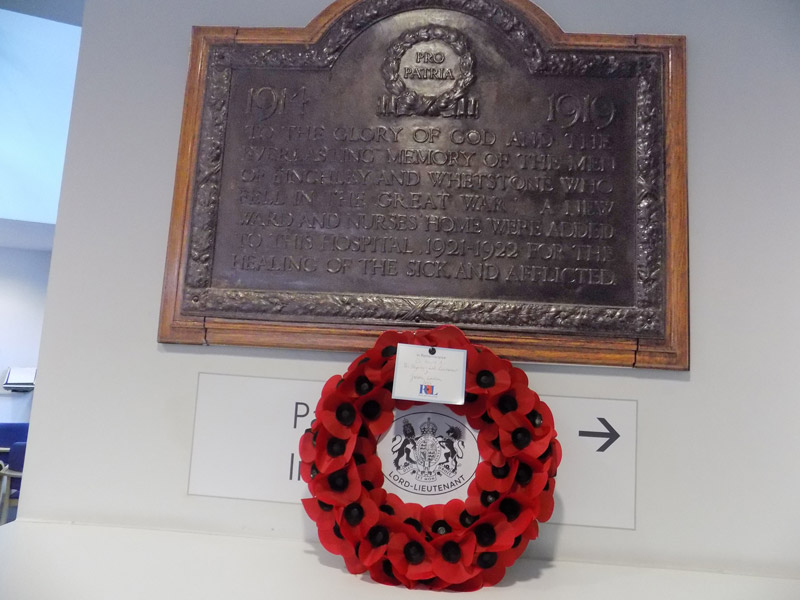 PRO
PATRIA
1914 1919
TO THE GLORY OF GOD AND THE
EVERLASTING MEMORY OF THE MEN
OF FINCHLEY AND WHETSTONE WHO
FELL IN THE GREAT WAR A NEW
WARD AND NURSES HOME WERE ADDED
TO THIS HOSPITAL, 1921-1922 FOR THE
HEALING OF THE SICK AND AFFLICTED.
LORD-LIEUTENANT